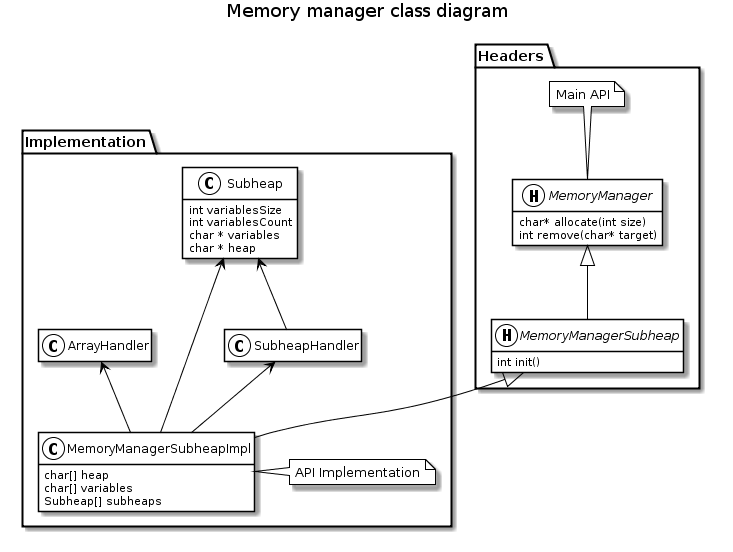 Memory manager class diagram
Headers
Main API
H MemoryManager
char* allocate(int size)
int remove(char* target)
H MemoryManagerSubheap
int init()
Implementation
C Subheap
int variablesSize
int variablesCount
char * variables
char * heap
C ArrayHandler
C SubheapHandler
C MemoryManagerSubheapImpl
char[] heap
char[] variables
Subheap[] subheaps
API Implementation